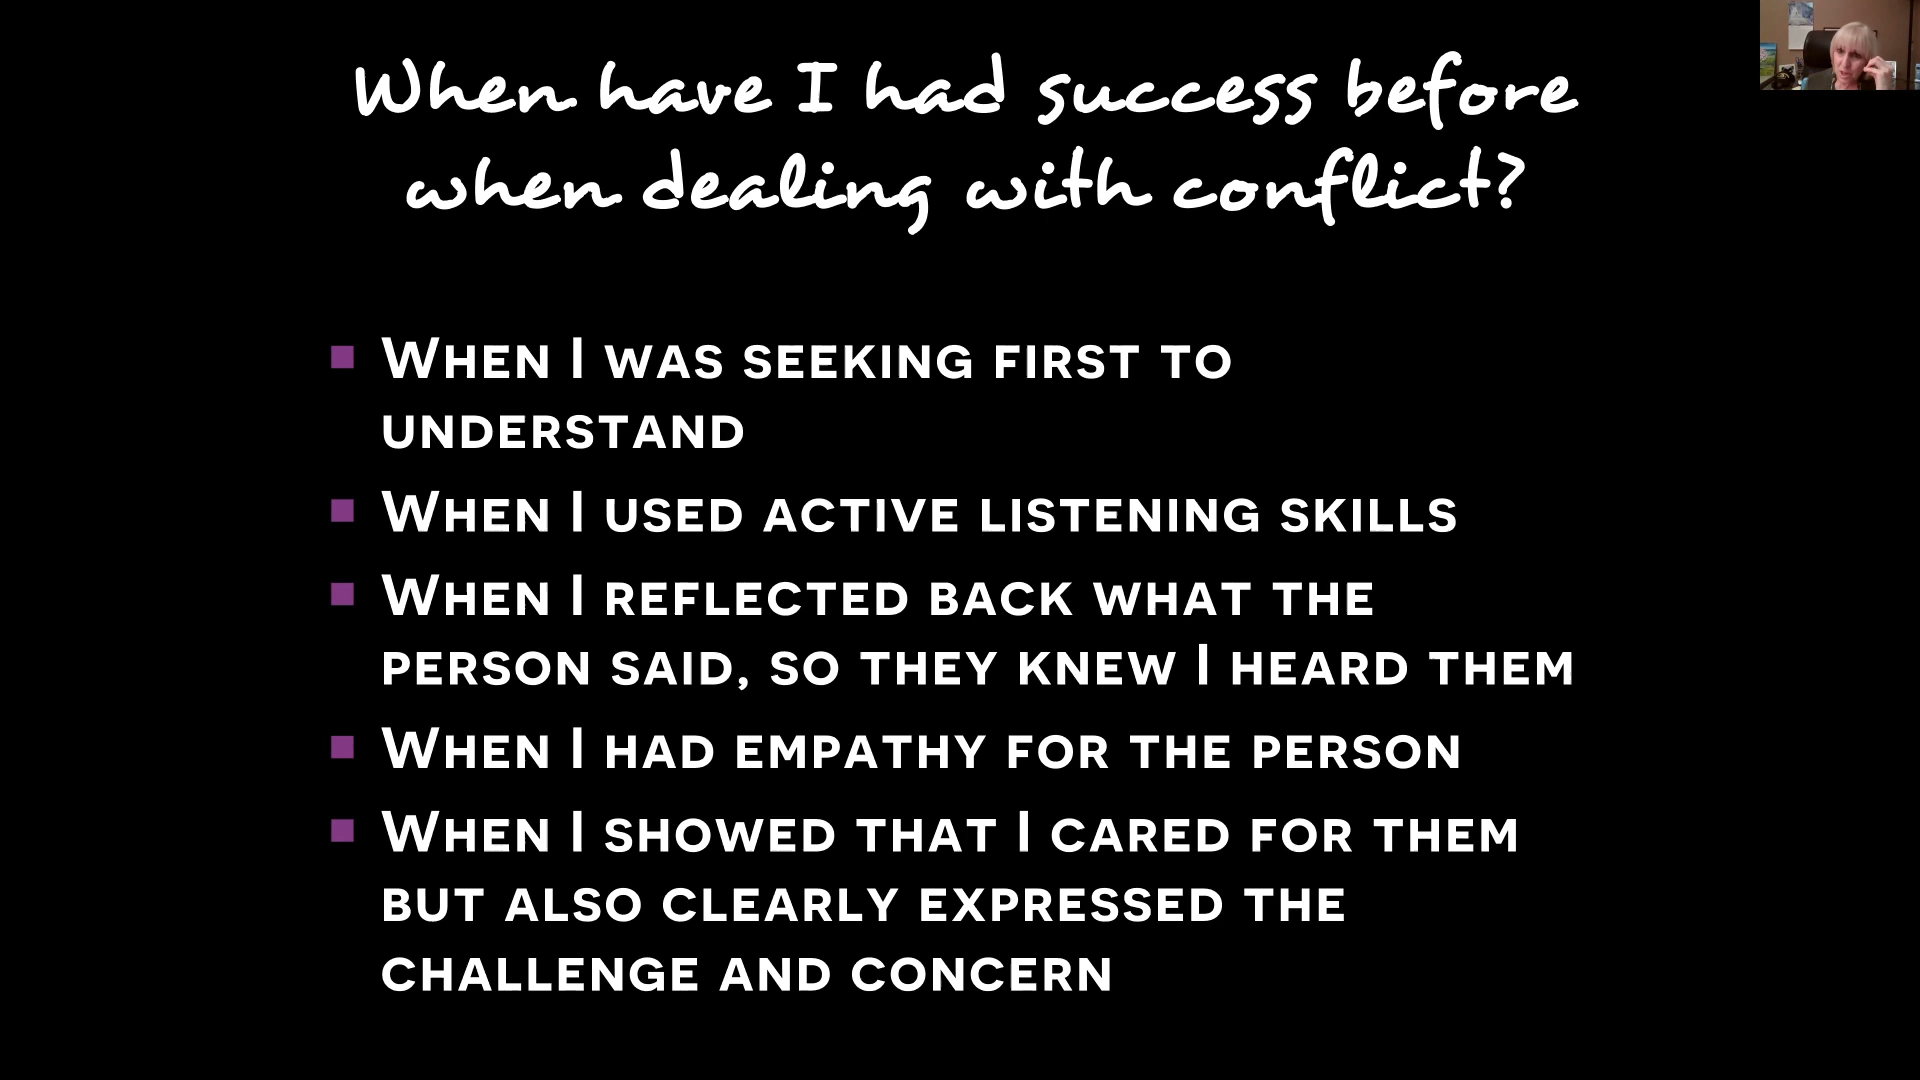 When have I had success before
when dealing with conflict?
When I was seeking first to
understand
When I used active listening skills
When I reflected back what the
person said, so they knew I heard them
When I had empathy for the person
When I showed that I cared for them
but also clearly expressed the
challenge and concern